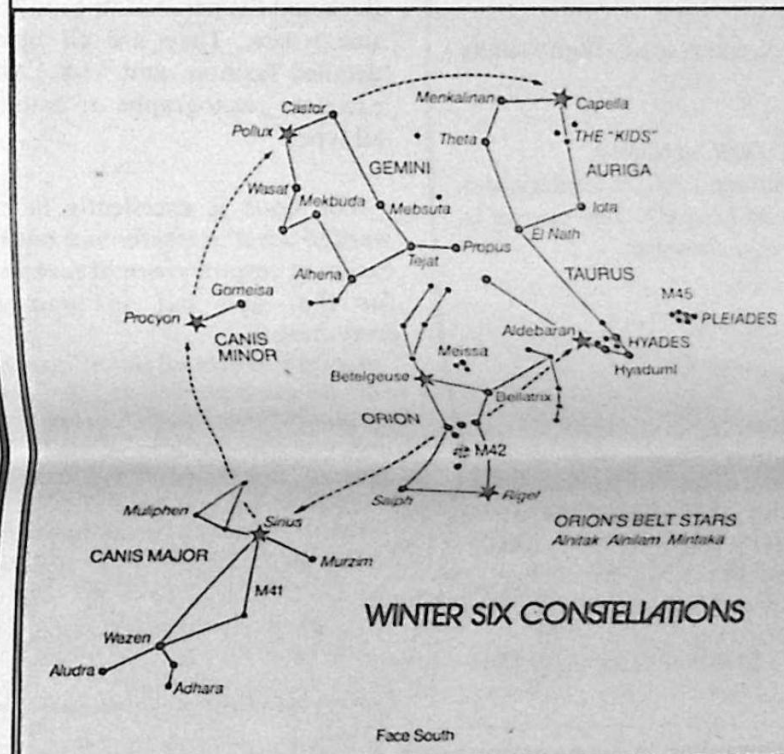 Castor
Menkalinan
Capella
Pollux
Theta
THE "KIDS"
GEMINI
AURIGA
Wasat
Mekbuda
Mebsuta
Iota
El Nath
Tejat
Propus
Alhena
TAURUS
M45
PLEIADES
Gomeisa
Procyon
CANIS
MINOR
Aldebaran
HYADES
Meissa
Hyadum I
Betelgeuse
Bellatrix
ORION
M42
Saiph
Rigel
Muliphen
Sirius
ORION'S BELT STARS
Alnitak Alnilam Mintaka
CANIS MAJOR
Murzim
M41
WINTER SIX CONSTELLATIONS
Wezen
Aludra
Adhara
Face South